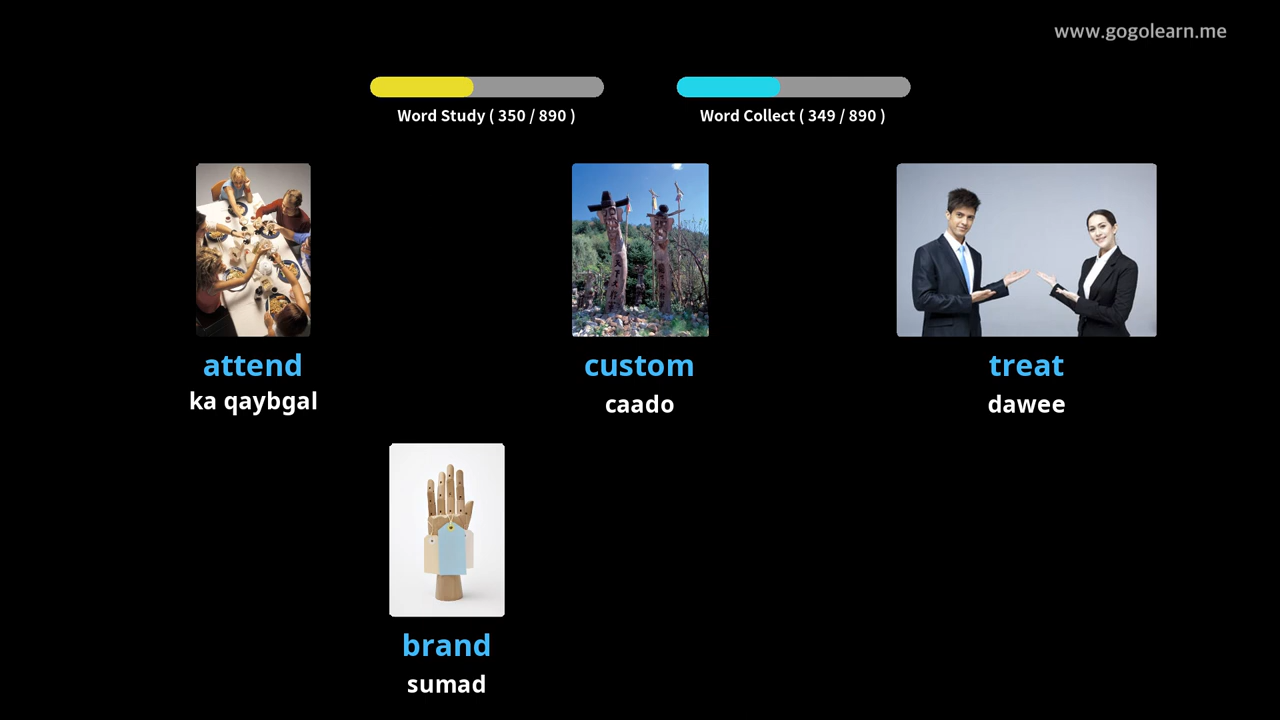 www.gogolearn.me
Word Study ( 350 / 890 )
Word Collect ( 349 / 890 )
attend
ka qaybgal
custom
caado
treat
dawee
brand
sumad